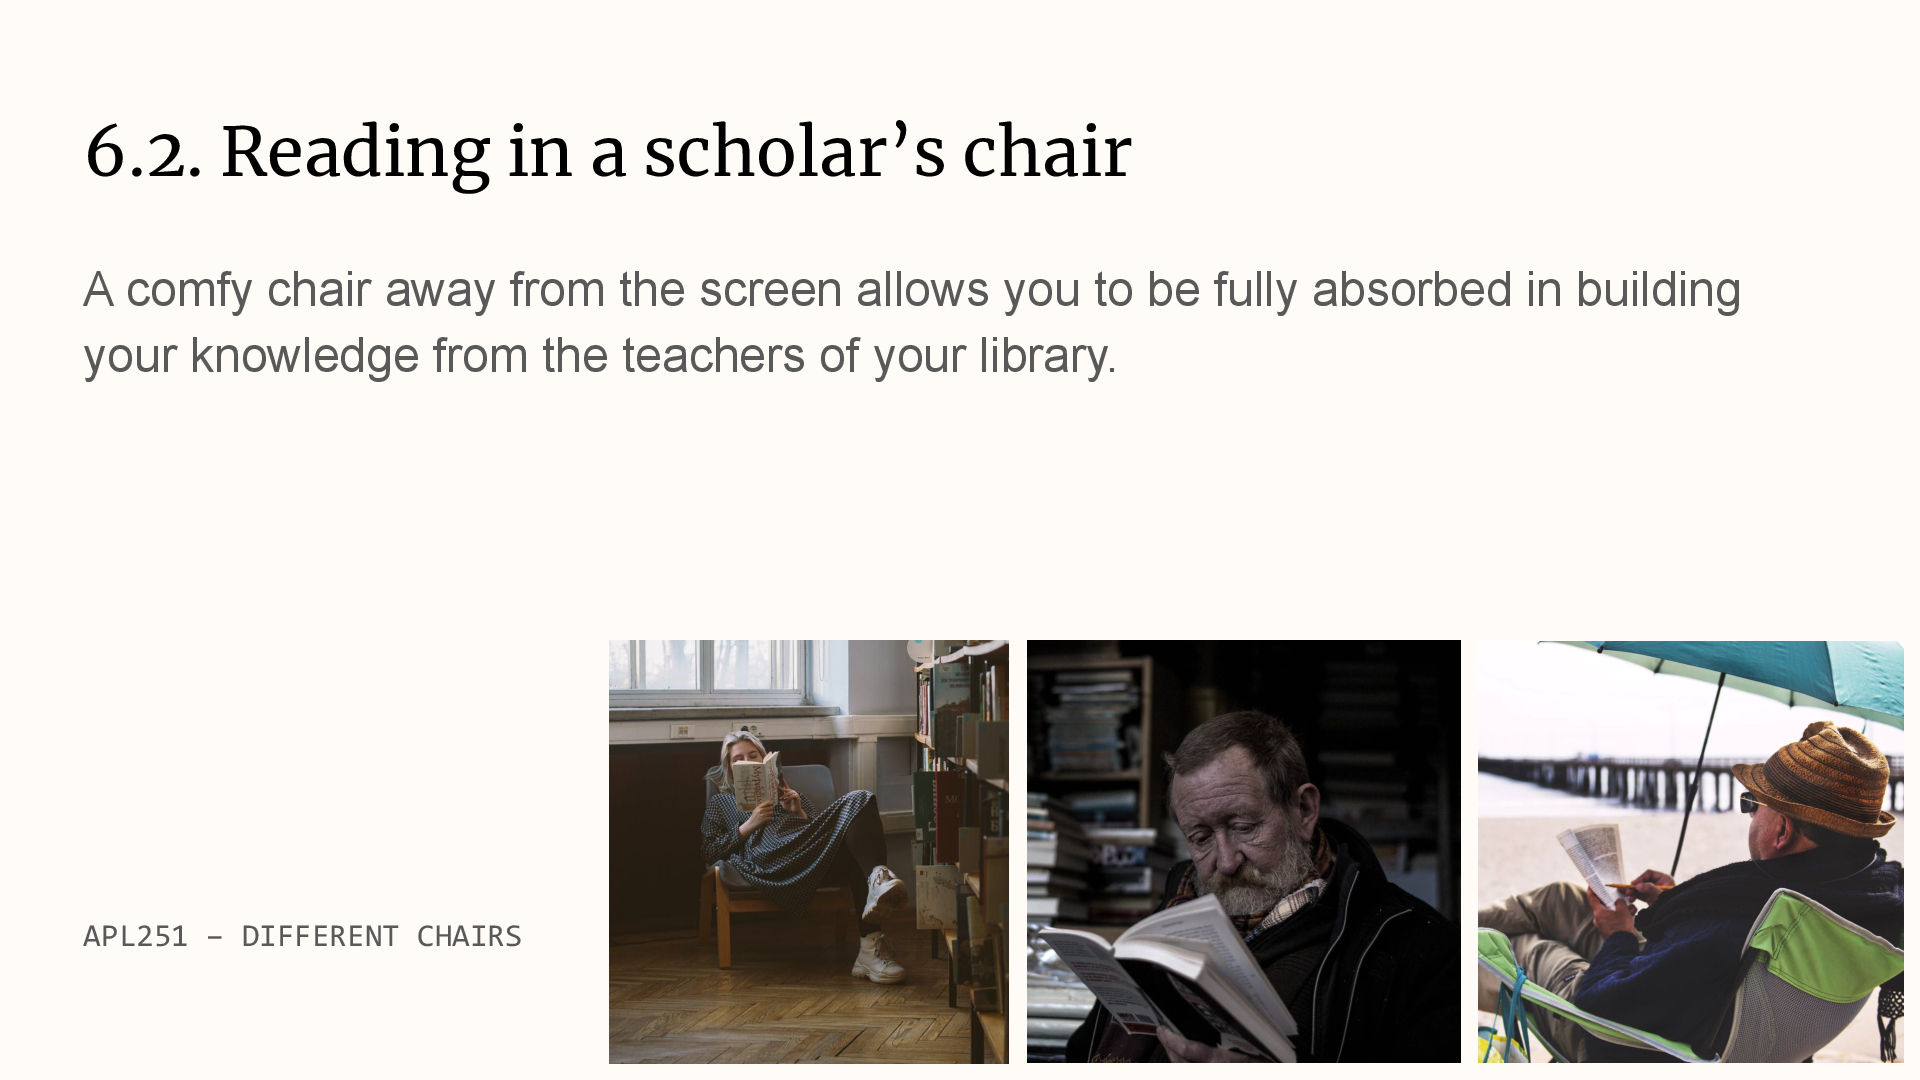 6.2. Reading in a scholar’s chair
A comfy chair away from the screen allows you to be fully absorbed in building
your knowledge from the teachers of your library.
APL251 – DIFFERENT CHAIRS